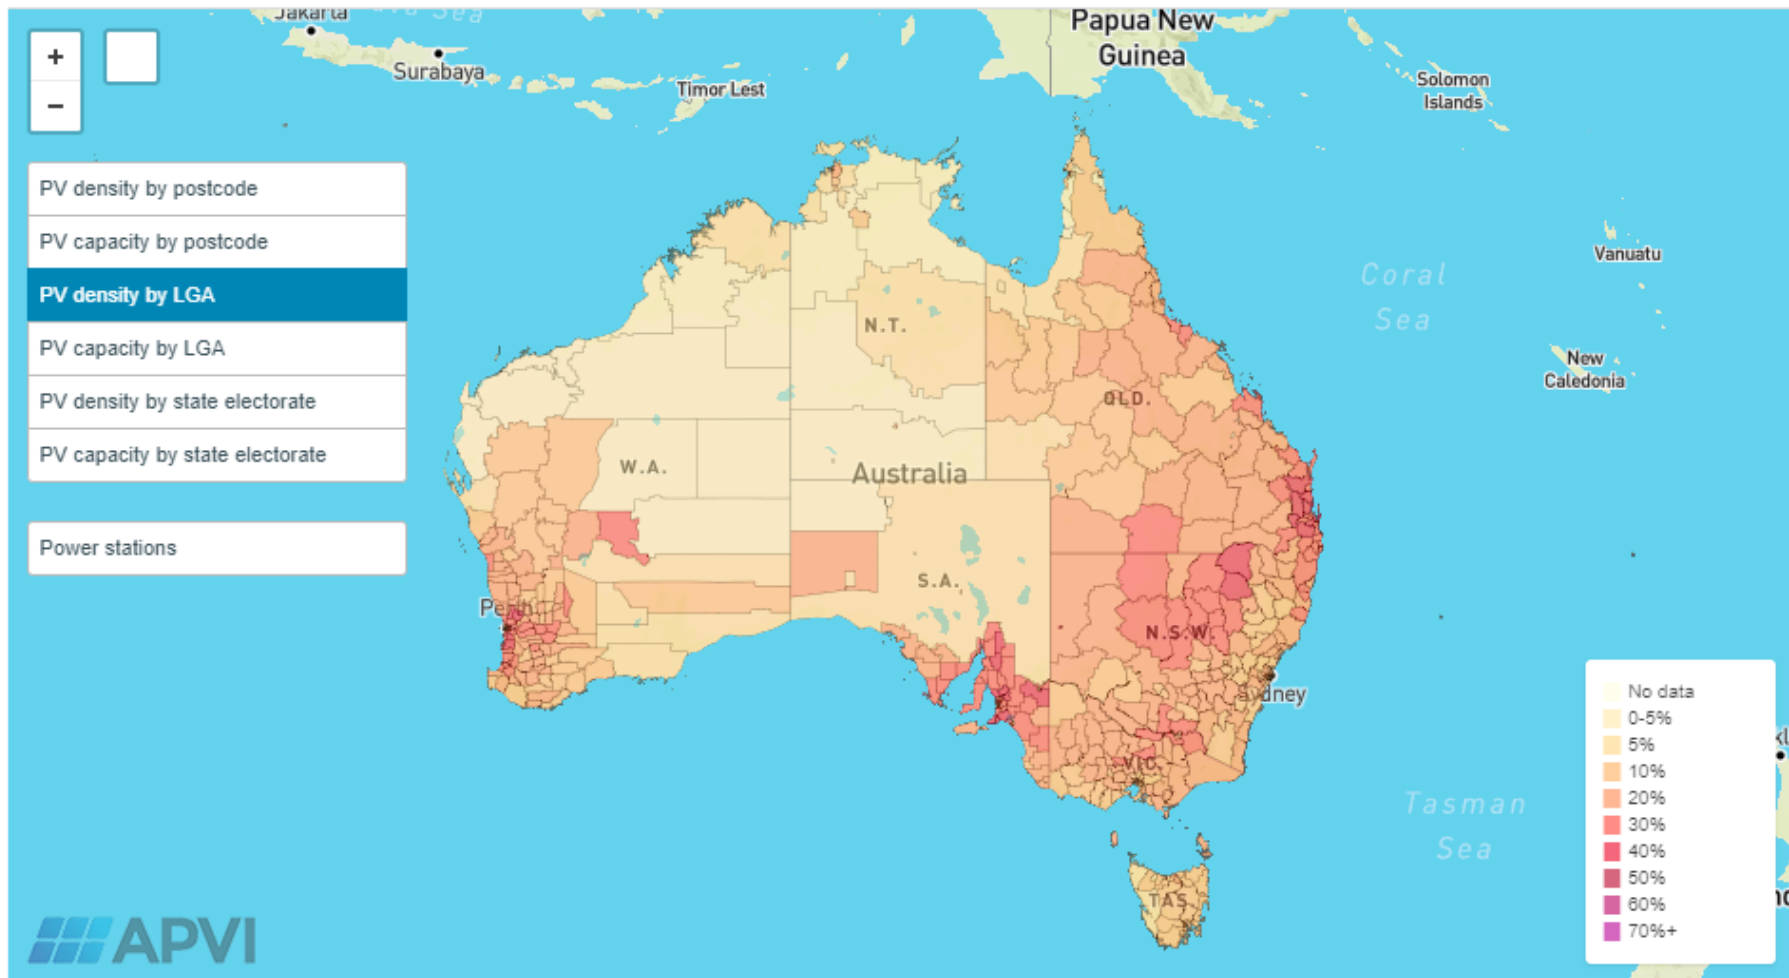 Jakarta
Java Sea
Surabaya
Timor Lest
Papua New
Guinea
Solomon
Islands
+
−
PV density by postcode
PV capacity by postcode
PV density by LGA
PV capacity by LGA
PV density by state electorate
PV capacity by state electorate
Power stations
Coral
Sea
Vanuatu
New
Caledonia
N.T.
QLD.
W.A.
Australia
S.A.
Perth
N.S.W.
Sydney
VIC.
TAS
Tasman
Sea
No data
0-5%
5%
10%
20%
30%
40%
50%
60%
70%+
APVI